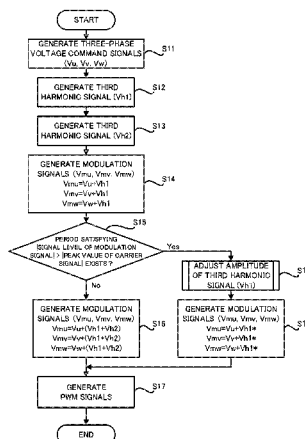 START
GENERATE THREE-PHASE
VOLTAGE COMMAND SIGNALS
(Vu, Vv, Vw)
S11
GENERATE THIRD
HARMONIC SIGNAL (Vh1)
S12
GENERATE THIRD
HARMONIC SIGNAL (Vh2)
S13
GENERATE MODULATION
SIGNALS (Vmu, Vmv, Vmw)
Vmu=Vu+Vh1
Vmv=Vv+Vh1
Vmw=Vw+Vh1
S14
PERIOD SATISFYING
|SIGNAL LEVEL OF MODULATION
SIGNAL| > |PEAK VALUE OF CARRIER
SIGNAL| EXISTS?
S15
Yes
No
ADJUST AMPLITUDE
OF THIRD HARMONIC
SIGNAL (Vh1)
S1
GENERATE MODULATION
SIGNALS (Vmu, Vmv, Vmw)
Vmu=Vu+(Vh1+Vh2)
Vmv=Vv+(Vh1+Vh2)
Vmw=Vw+(Vh1+Vh2)
S16
GENERATE MODULATION
SIGNALS (Vmu, Vmv, Vmw)
Vmu=Vu+Vh1*
Vmv=Vv+Vh1*
Vmw=Vw+Vh1*
S1
GENERATE
PWM SIGNALS
S17
END